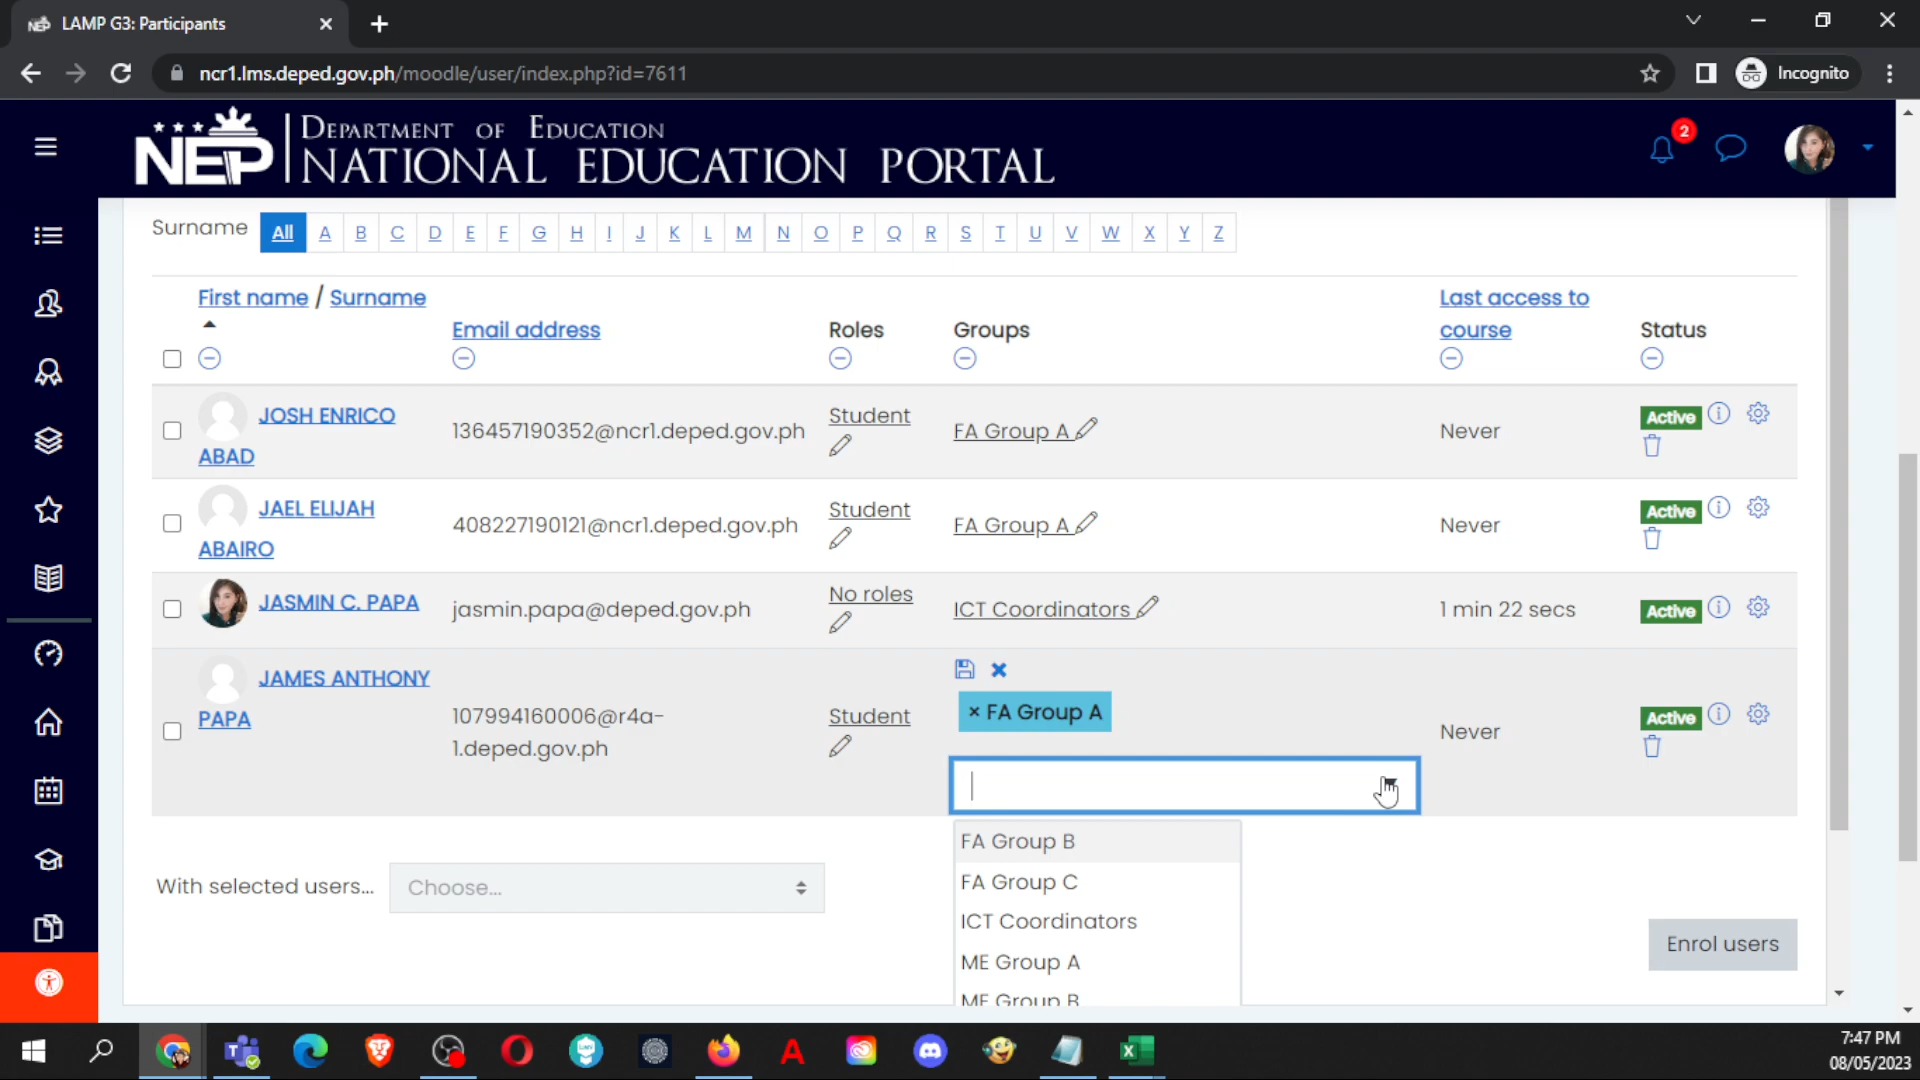 LAMP G3: Participants
ncr1.lms.deped.gov.ph/moodle/user/index.php?id=7611
Incognito
NEP
DEPARTMENT OF EDUCATION
NATIONAL EDUCATION PORTAL
2
Surname All A B C D E F G H I J K L M N O P Q R S T U V W X Y Z
First name / Surname
Email address
Roles
Groups
Last access to
course
Status
JOSH ENRICO
ABAD
136457190352@ncr1.deped.gov.ph
Student
FA Group A
Never
Active
JAEL ELIJAH
ABAIRO
408227190121@ncr1.deped.gov.ph
Student
FA Group A
Never
Active
JASMIN C. PAPA
jasmin.papa@deped.gov.ph
No roles
ICT Coordinators
1 min 22 secs
Active
JAMES ANTHONY
PAPA
107994160006@r4a-
1.deped.gov.ph
Student
× FA Group A
Never
Active
FA Group B
FA Group C
ICT Coordinators
ME Group A
ME Group B
With selected users...
Choose...
Enrol users
7:47 PM
08/05/2023